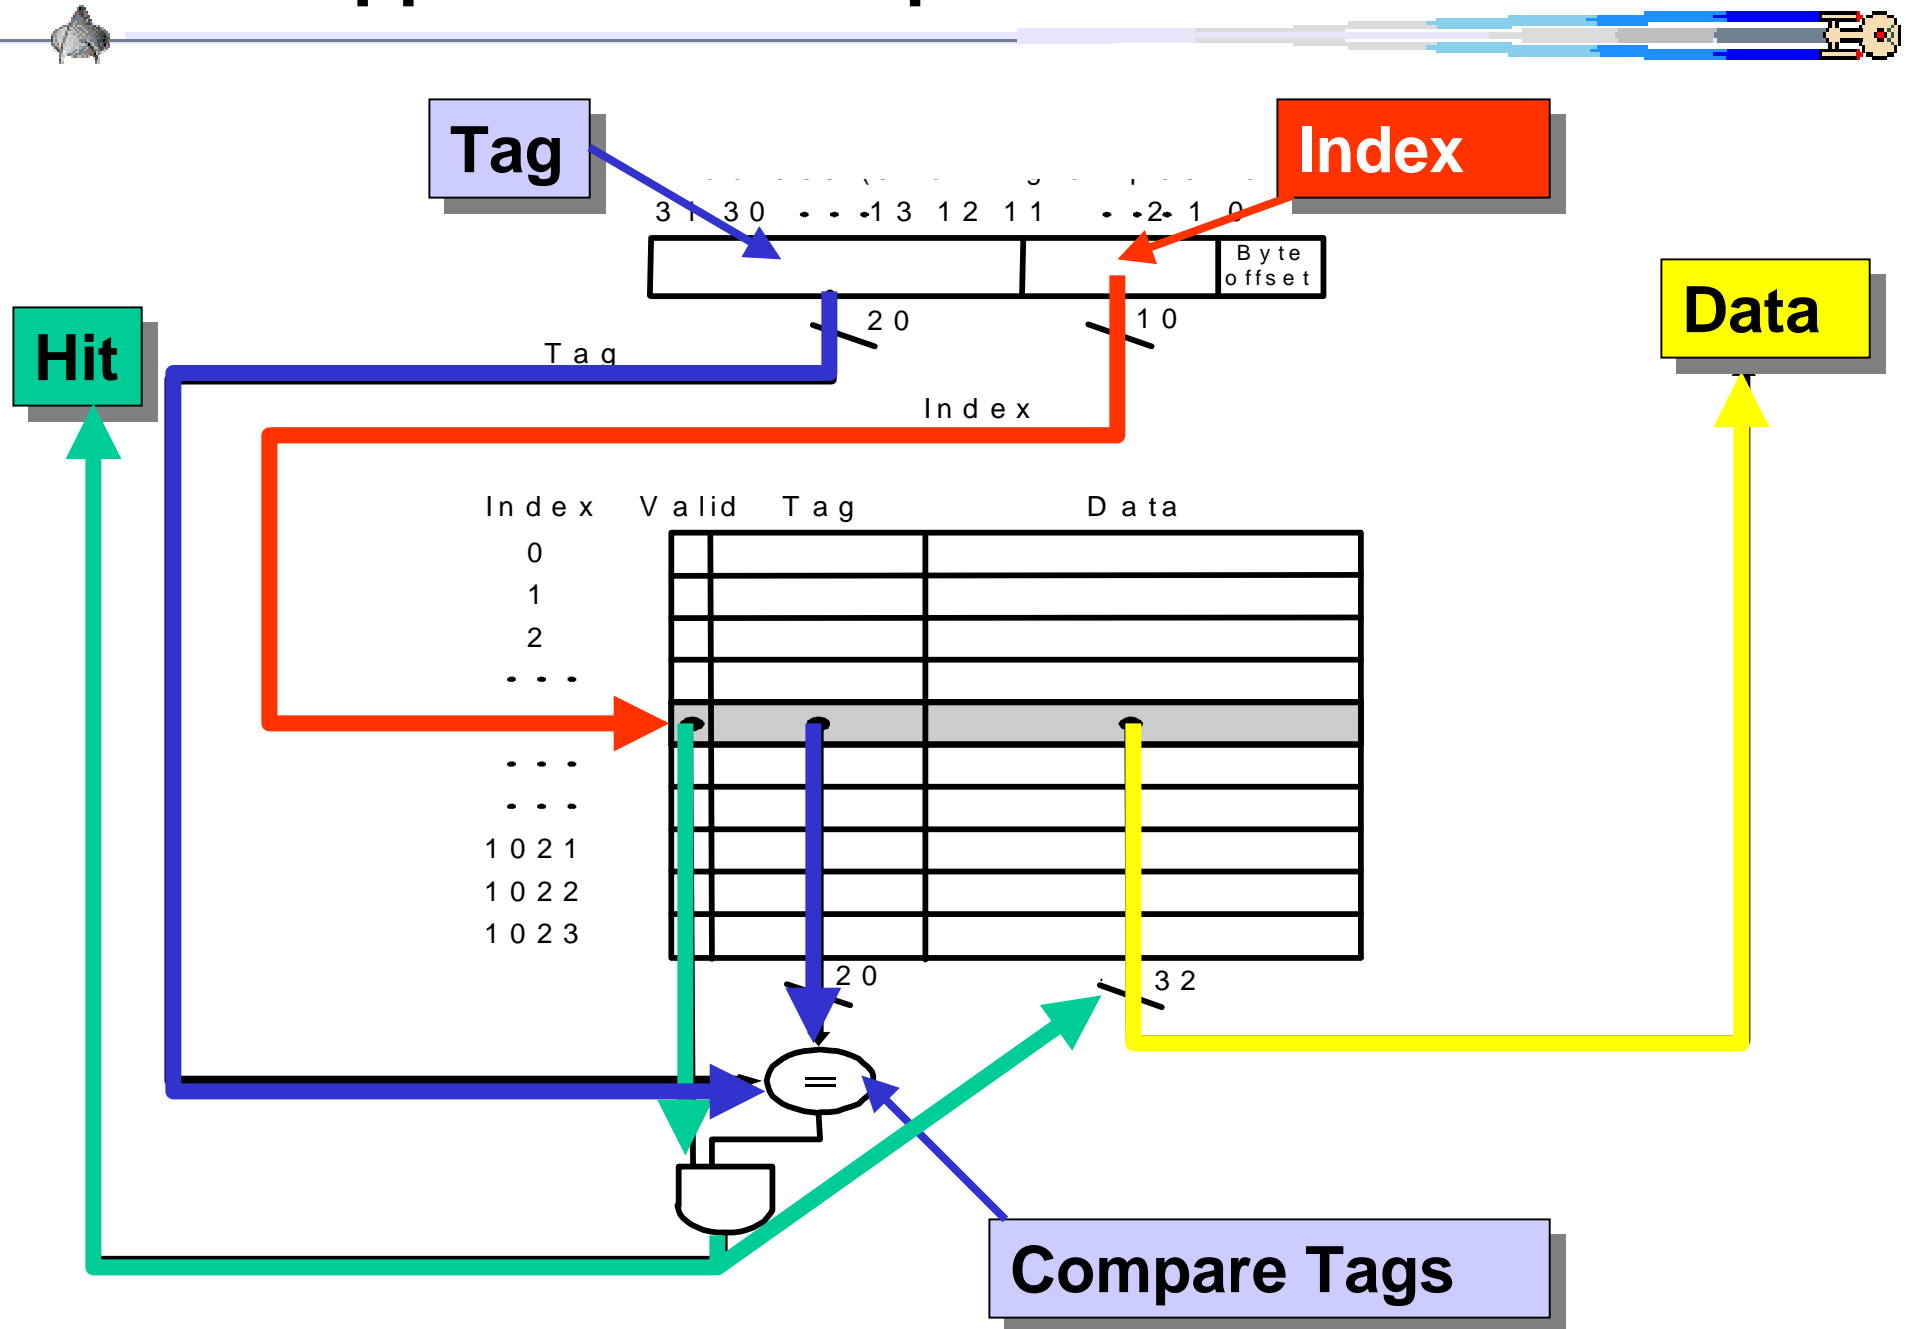 Tag
Index
31 30 ... 13 12 11 ... 2 1 0
Byte
offset
Hit
Data
20
10
Tag
Index
Index Valid Tag Data
0
1
2
...
...
...
1021
1022
1023
20
32
=
Compare Tags